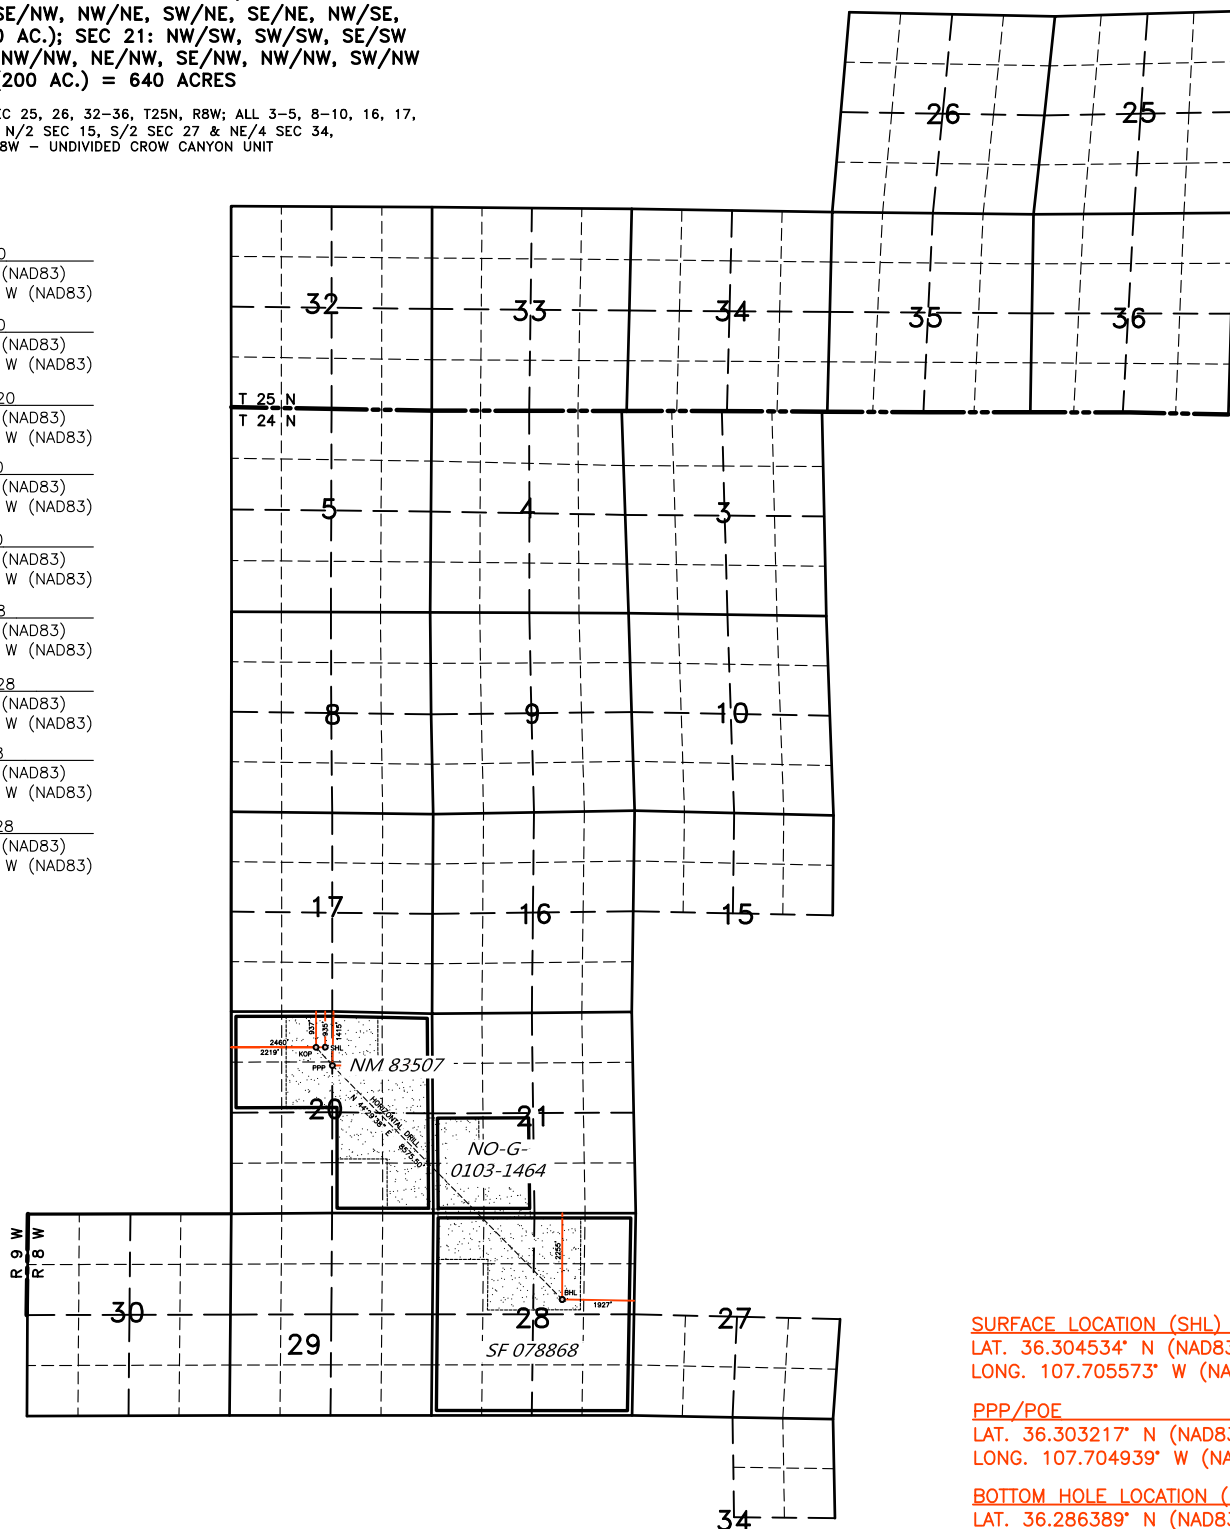 SE/NW, NW/NE, SW/NE, SE/NE, NW/SE,
AC.); SEC 21: NW/SW, SW/SW, SE/SW
NW/NW, NE/NW, SE/NW, NW/NW, SW/NW
(200 AC.) = 640 ACRES
25, 26, 32-36, T25N, R8W; ALL 3-5, 8-10, 16, 17,
N/2 SEC 15, S/2 SEC 27 & NE/4 SEC 34,
8W - UNDIVIDED CROW CANYON UNIT
0
(NAD83)
W (NAD83)
0
(NAD83)
W (NAD83)
20
(NAD83)
W (NAD83)
(NAD83)
W (NAD83)
(NAD83)
W (NAD83)
8
(NAD83)
W (NAD83)
28
(NAD83)
W (NAD83)
(NAD83)
W (NAD83)
28
(NAD83)
W (NAD83)
26
25
32
33
34
35
36
T 25 N
T 24 N
5
4
3
8
9
10
17
16
15
937'
935'
1415'
2460'
2219'
KOP
SHL
PPP
NM 83507
20
HORIZONTAL DRILL
N 44°29'38" E
8575.50'
21
NO-G-
0103-1464
R 9 W
R 8 W
2255'
BHL
1927'
30
29
28
27
SF 078868
34
SURFACE LOCATION (SHL)
LAT. 36.304534° N (NAD83
LONG. 107.705573° W (NA
PPP/POE
LAT. 36.303217° N (NAD83
LONG. 107.704939° W (NA
BOTTOM HOLE LOCATION (
LAT. 36.286389° N (NAD83